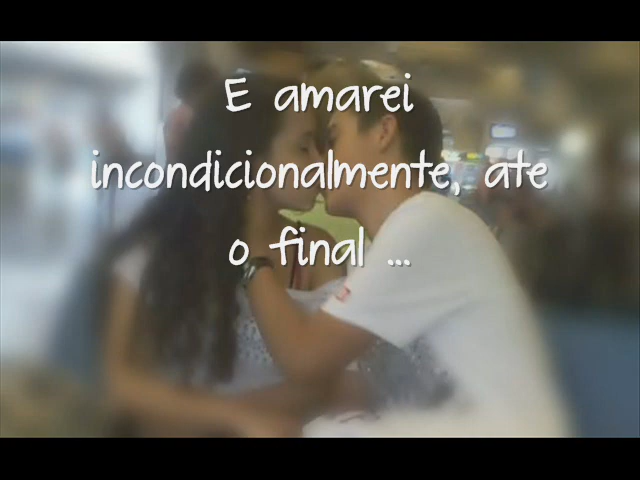 E amarei
incondicionalmente, ate
o final ...